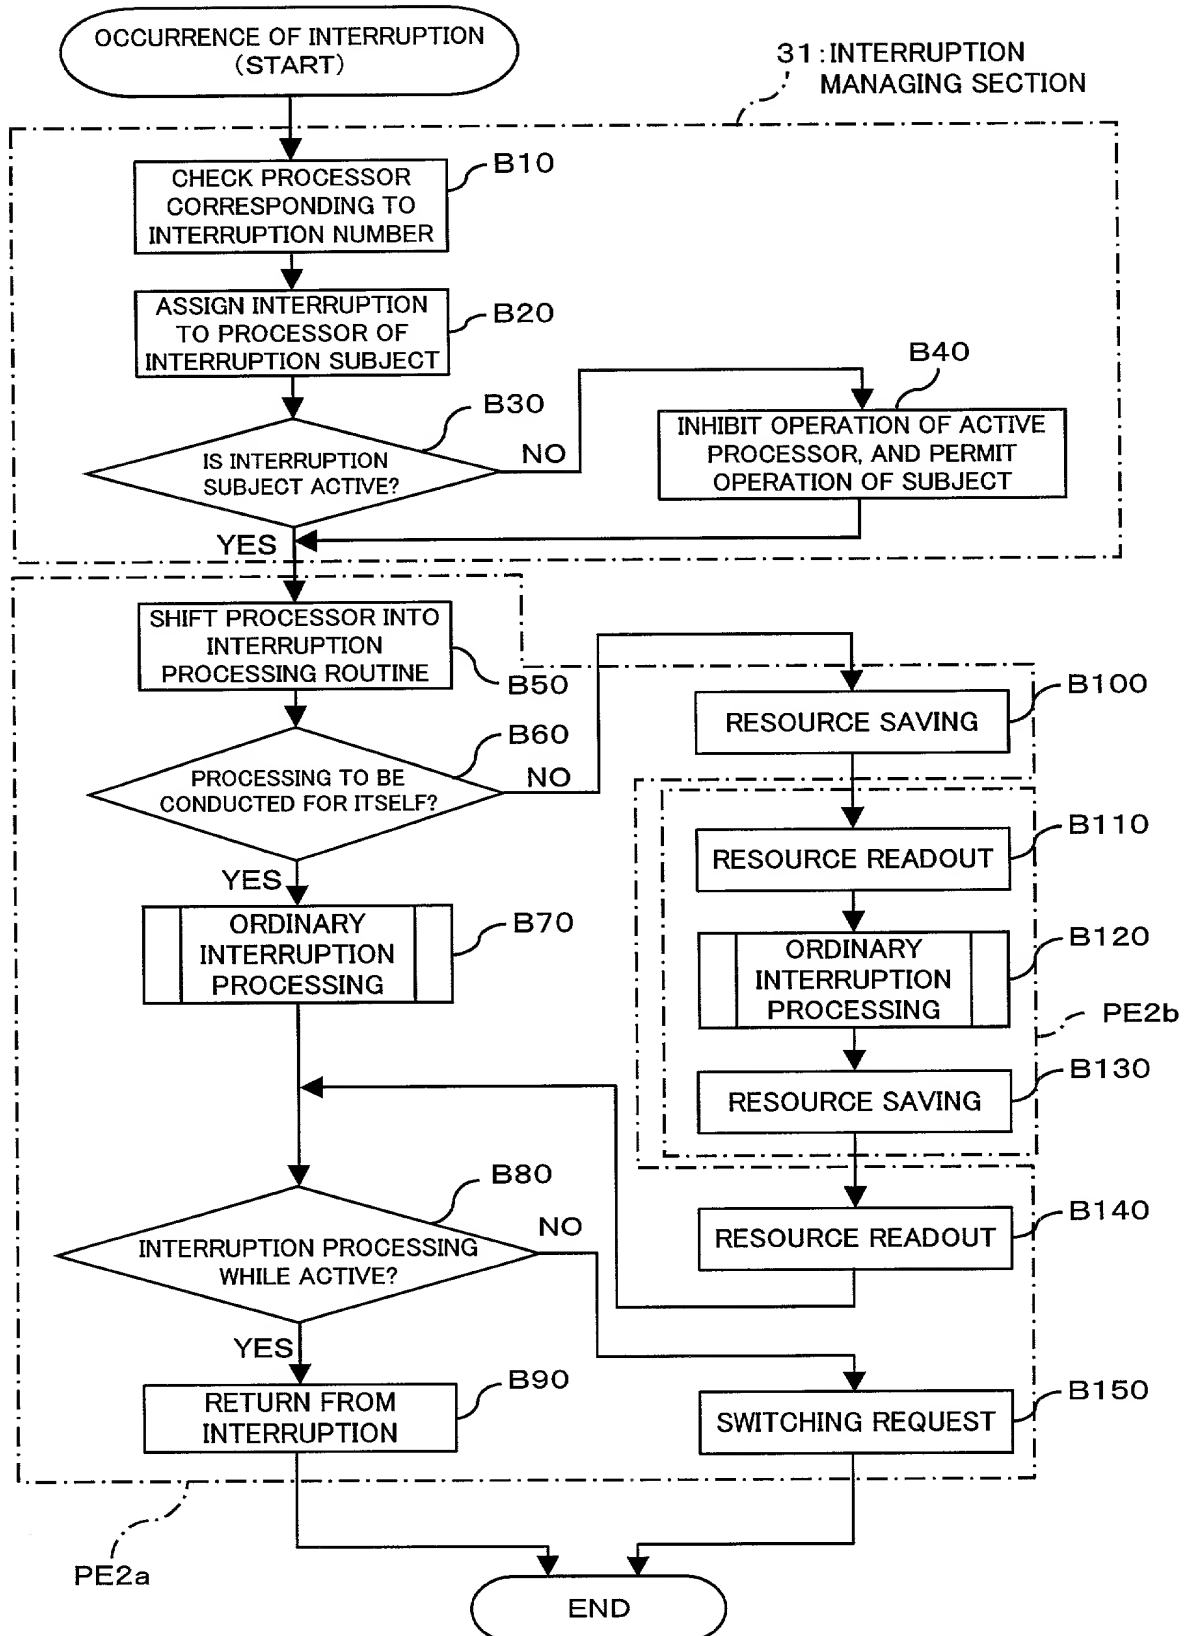 OCCURRENCE OF INTERRUPTION
(START)
31:INTERRUPTION
MANAGING SECTION
B10
CHECK PROCESSOR
CORRESPONDING TO
INTERRUPTION NUMBER
B20
ASSIGN INTERRUPTION
TO PROCESSOR OF
INTERRUPTION SUBJECT
B30
IS INTERRUPTION
SUBJECT ACTIVE?
NO
B40
INHIBIT OPERATION OF ACTIVE
PROCESSOR, AND PERMIT
OPERATION OF SUBJECT
YES
SHIFT PROCESSOR INTO
INTERRUPTION
PROCESSING ROUTINE
B50
B60
PROCESSING TO BE
CONDUCTED FOR ITSELF?
NO
B100
RESOURCE SAVING
B110
RESOURCE READOUT
YES
B70
ORDINARY
INTERRUPTION
PROCESSING
B120
ORDINARY
INTERRUPTION
PROCESSING
PE2b
B130
RESOURCE SAVING
B80
INTERRUPTION PROCESSING
WHILE ACTIVE?
NO
B140
RESOURCE READOUT
YES
B90
RETURN FROM
INTERRUPTION
B150
SWITCHING REQUEST
PE2a
END